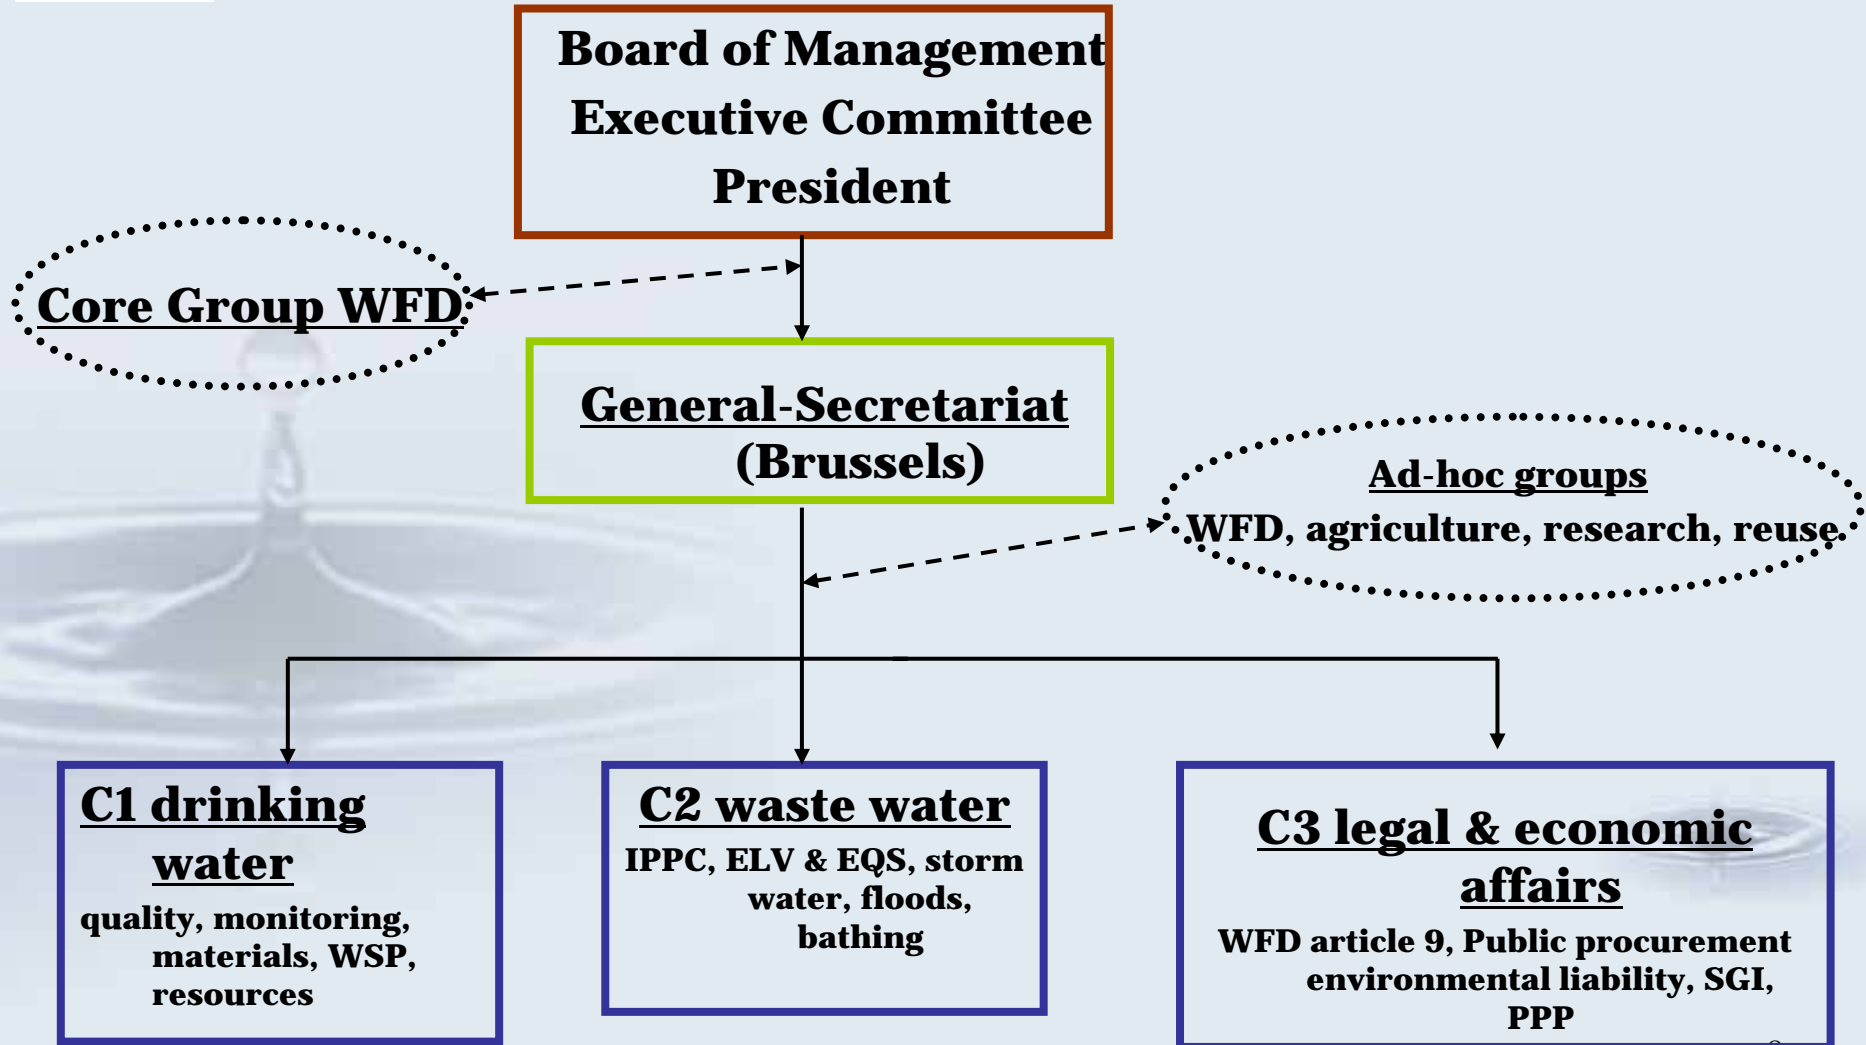 Board of Management
Executive Committee
President
Core Group WFD
General-Secretariat
(Brussels)
Ad-hoc groups
WFD, agriculture, research, reuse
C1 drinking
water
quality, monitoring,
materials, WSP,
resources
C2 waste water
IPPC, ELV & EQS, storm
water, floods,
bathing
C3 legal & economic
affairs
WFD article 9, Public procurement
environmental liability, SGI,
PPP